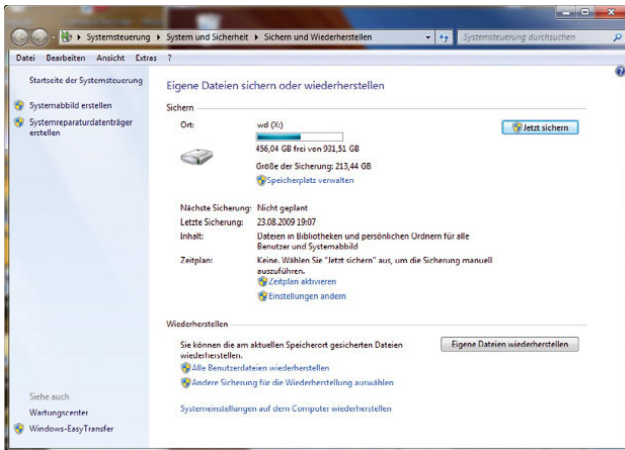 Systemsteuerung ▸ System und Sicherheit ▸ Sichern und Wiederherstellen
Systemsteuerung durchsuchen
Datei Bearbeiten Ansicht Extras ?
Startseite der Systemsteuerung
Systemabbild erstellen
Systemreparaturdatenträger
erstellen
Eigene Dateien sichern oder wiederherstellen
Sichern
Ort: wd (X:)
Jetzt sichern
456,04 GB frei von 931,51 GB
Größe der Sicherung: 213,44 GB
Speicherplatz verwalten
Nächste Sicherung: Nicht geplant
Letzte Sicherung: 23.08.2009 19:07
Inhalt: Dateien in Bibliotheken und persönlichen Ordnern für alle
Benutzer und Systemabbild
Zeitplan: Keine. Wählen Sie "Jetzt sichern" aus, um die Sicherung manuell
auszuführen.
Zeitplan aktivieren
Einstellungen ändern
Wiederherstellen
Sie können die am aktuellen Speicherort gesicherten Dateien
wiederherstellen.
Eigene Dateien wiederherstellen
Alle Benutzerdateien wiederherstellen
Andere Sicherung für die Wiederherstellung auswählen
Systemeinstellungen auf dem Computer wiederherstellen
Siehe auch
Wartungscenter
Windows-EasyTransfer